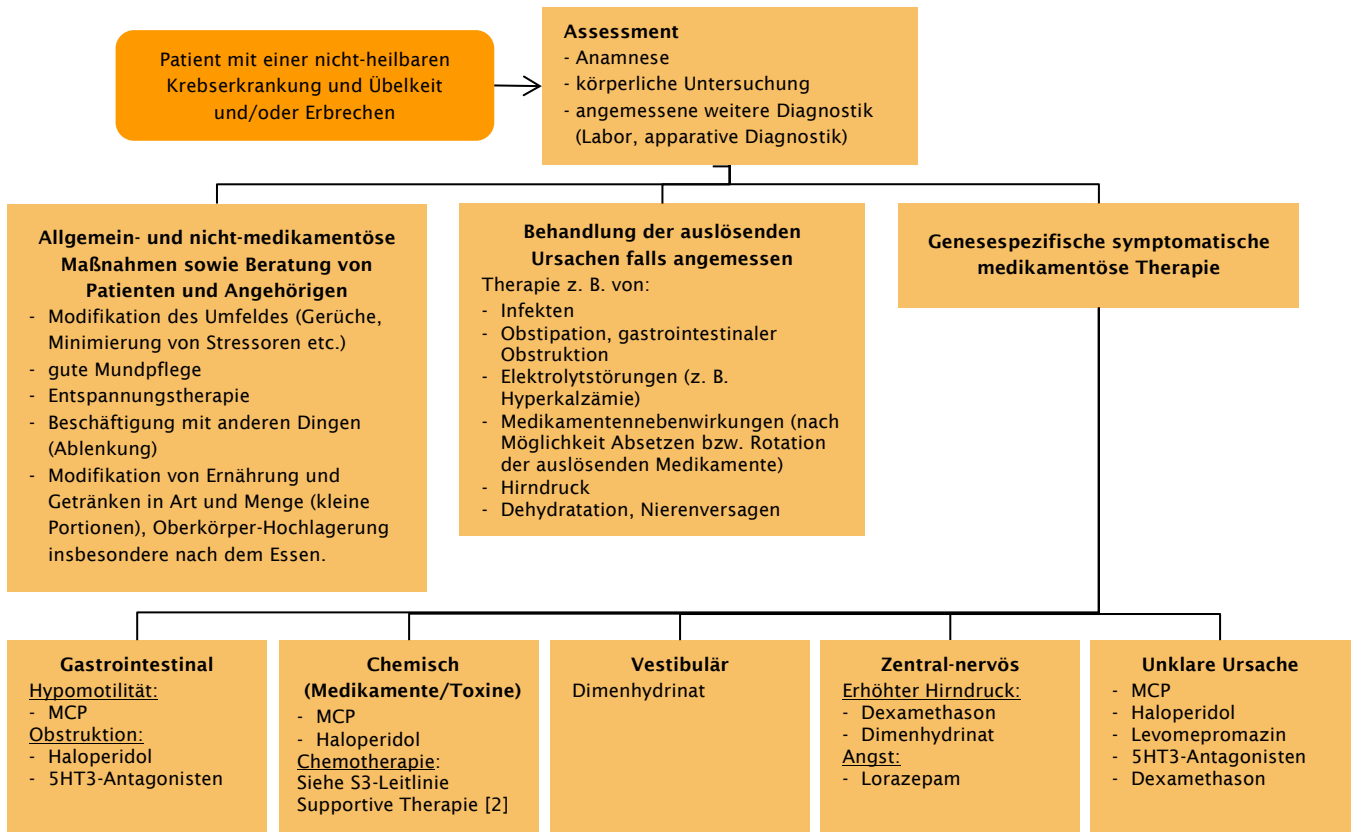 Patient mit einer nicht-heilbaren
Krebserkrankung und Übelkeit
und/oder Erbrechen
Assessment
- Anamnese
- körperliche Untersuchung
- angemessene weitere Diagnostik
(Labor, apparative Diagnostik)
Allgemein- und nicht-medikamentöse
Maßnahmen sowie Beratung von
Patienten und Angehörigen
- Modifikation des Umfeldes (Gerüche,
Minimierung von Stressoren etc.)
- gute Mundpflege
- Entspannungstherapie
- Beschäftigung mit anderen Dingen
(Ablenkung)
- Modifikation von Ernährung und
Getränken in Art und Menge (kleine
Portionen), Oberkörper-Hochlagerung
insbesondere nach dem Essen.
Behandlung der auslösenden
Ursachen falls angemessen
Therapie z. B. von:
- Infekten
- Obstipation, gastrointestinaler
Obstruktion
- Elektrolytstörungen (z. B.
Hyperkalzämie)
- Medikamentennebenwirkungen (nach
Möglichkeit Absetzen bzw. Rotation
der auslösenden Medikamente)
- Hirndruck
- Dehydratation, Nierenversagen
Genesespezifische symptomatische
medikamentöse Therapie
Gastrointestinal
Hypomotilität:
- MCP
Obstruktion:
- Haloperidol
- 5HT3-Antagonisten
Chemisch
(Medikamente/Toxine)
- MCP
- Haloperidol
Chemotherapie:
Siehe S3-Leitlinie
Supportive Therapie [2]
Vestibulär
Dimenhydrinat
Zentral-nervös
Erhöhter Hirndruck:
- Dexamethason
- Dimenhydrinat
Angst:
- Lorazepam
Unklare Ursache
- MCP
- Haloperidol
- Levomepromazin
- 5HT3-Antagonisten
- Dexamethason